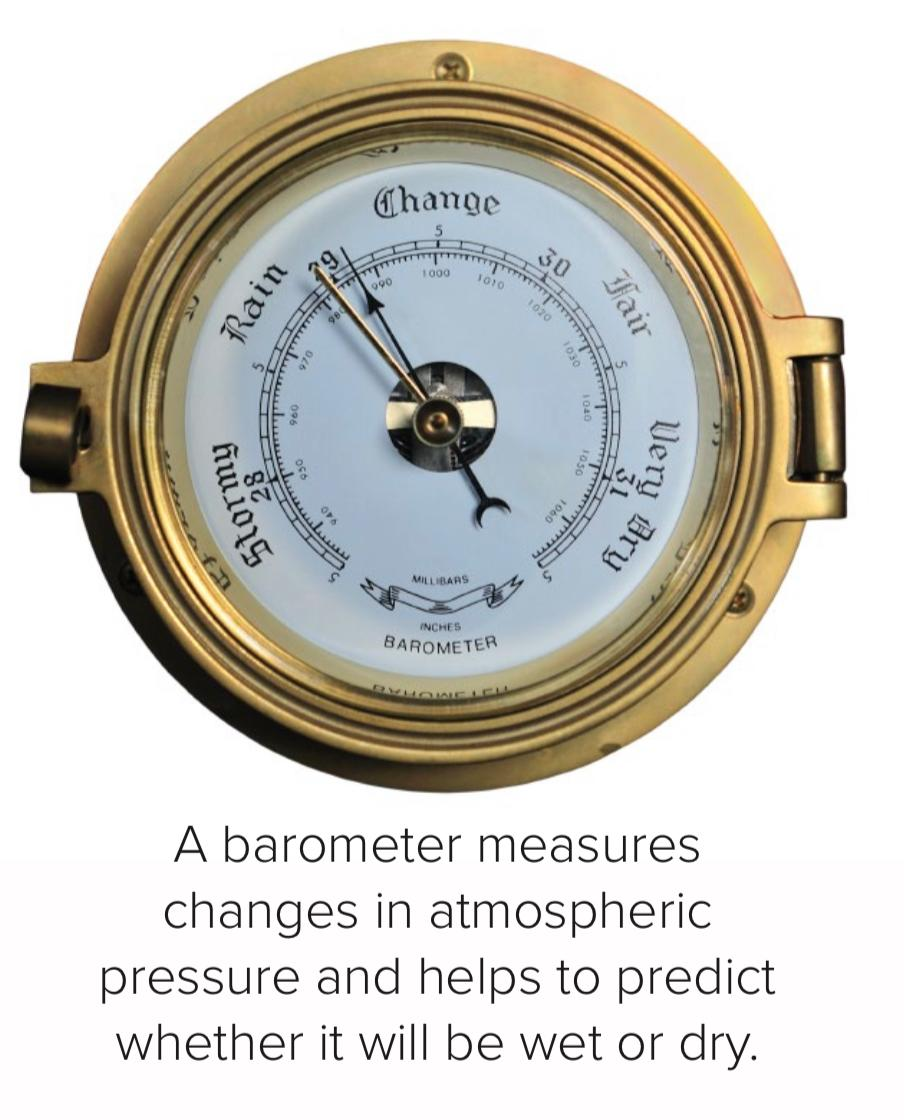 Change
Rain
29
30
Fair
Stormy
28
Very Dry
31
5
5
5
5
5
940
950
960
970
980
990
1000
1010
1020
1030
1040
1050
1060
MILLIBARS
INCHES
BAROMETER
A barometer measures
changes in atmospheric
pressure and helps to predict
whether it will be wet or dry.